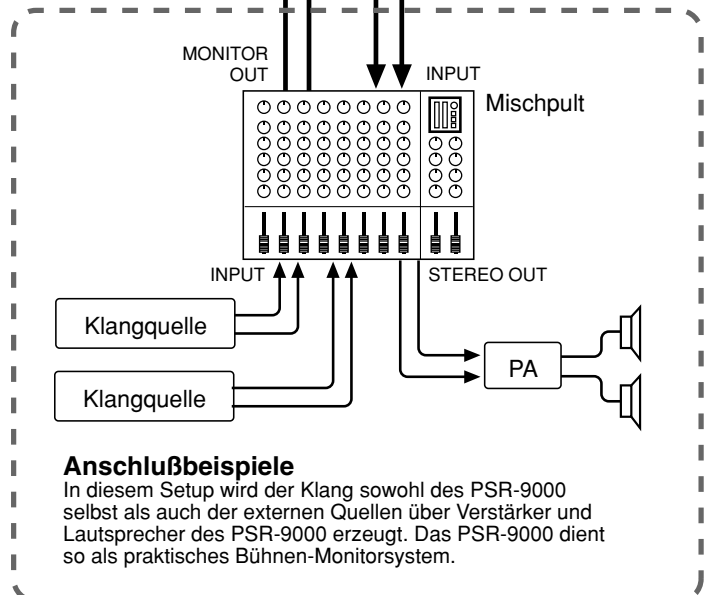 MONITOR
OUT
INPUT
Mischpult
INPUT
STEREO OUT
Klangquelle
PA
Klangquelle
Anschlußbeispiele
In diesem Setup wird der Klang sowohl des PSR-9000
selbst als auch der externen Quellen über Verstärker und
Lautsprecher des PSR-9000 erzeugt. Das PSR-9000 dient
so als praktisches Bühnen-Monitorsystem.